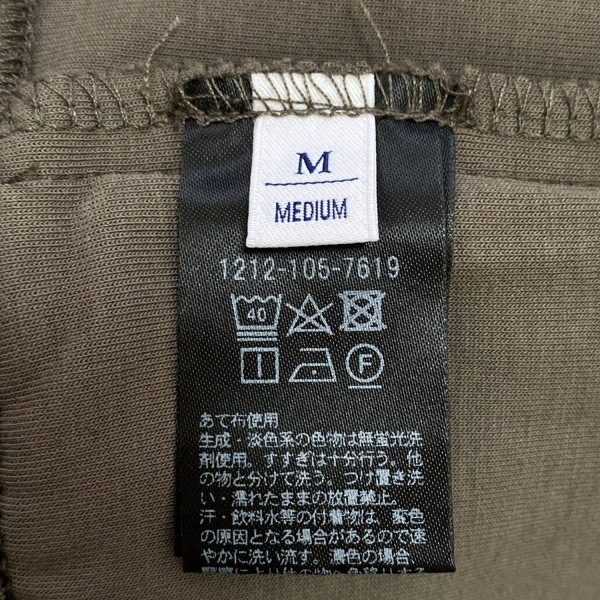 M
MEDIUM
1212-105-7619
40
F
あて布使用
生成・淡色系の色物は無蛍光洗
剤使用。すすぎは十分行う。他
の物と分けて洗う。つけ置き洗
い・濡れたままの放置禁止。
汗・飲料水等の付着物は、変色
の原因となる場合があるので速
やかに洗い流す。濃色の場合